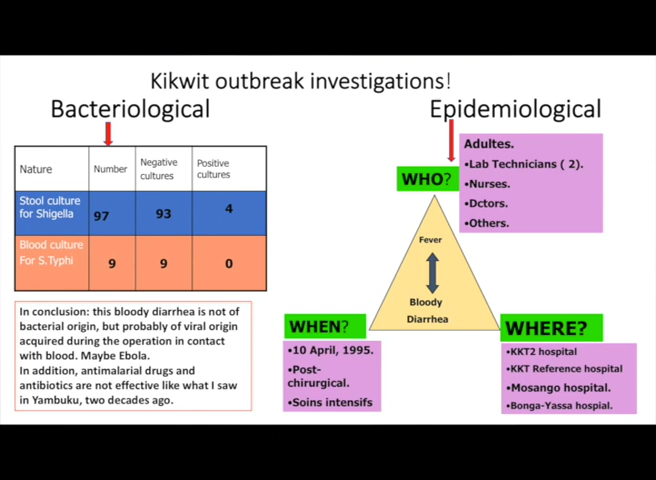 Kikwit outbreak investigations!
Bacteriological
Nature
Number
Negative
cultures
Positive
cultures
Stool culture
for Shigella
97
93
4
Blood culture
For S.Typhi
9
9
0
In conclusion: this bloody diarrhea is not of
bacterial origin, but probably of viral origin
acquired during the operation in contact
with blood. Maybe Ebola.
In addition, antimalarial drugs and
antibiotics are not effective like what I saw
in Yambuku, two decades ago.
Epidemiological
WHO?
Adultes.
•Lab Technicians ( 2).
•Nurses.
•Dctors.
•Others.
Fever
Bloody
Diarrhea
WHEN?
•10 April, 1995.
•Post-
chirurgical.
•Soins intensifs
WHERE?
•KKT2 hospital
•KKT Reference hospital
•Mosango hospital.
•Bonga-Yassa hospial.